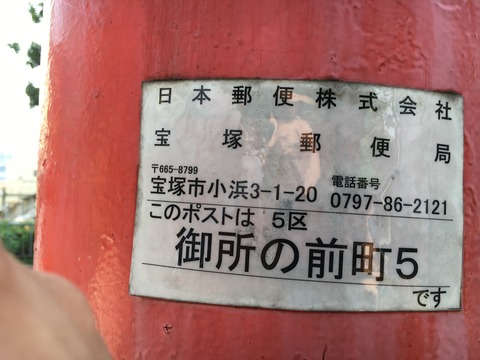 日本郵便株式会社
宝塚郵便局
〒665-8799
宝塚市小浜3-1-20 電話番号 0797-86-2121
このポストは 5区
御所の前町5
です